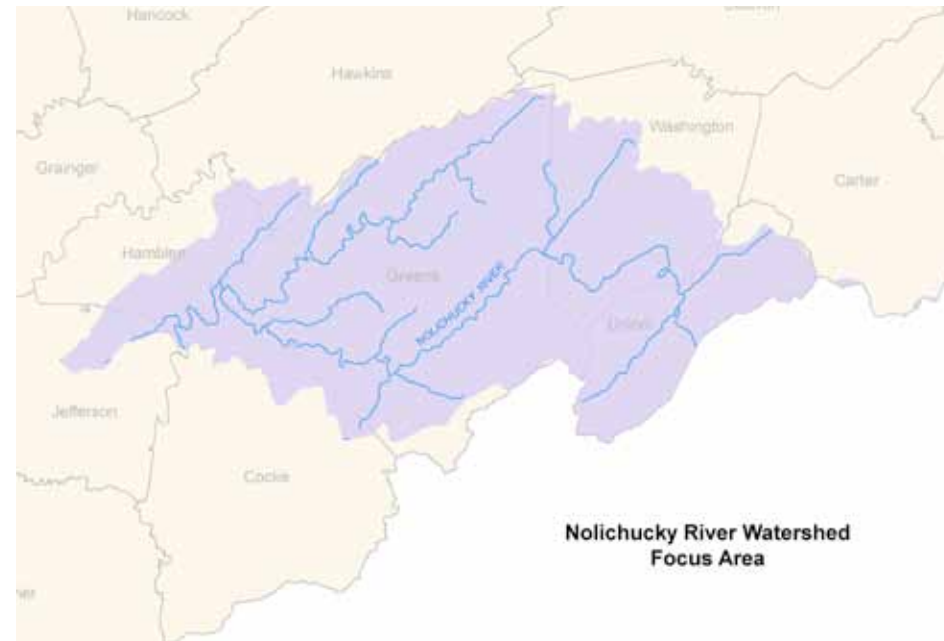 Hancock
Hawkins
Washington
Grainger
Carter
Hamblen
Greene
NOLICHUCKY RIVER
Unicoi
Jefferson
Cocke
Nolichucky River Watershed
Focus Area